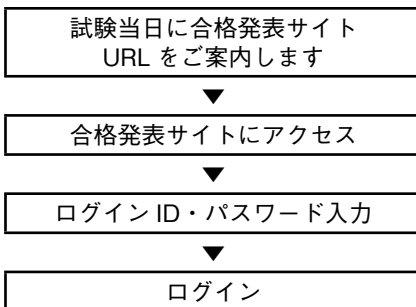 試験当日に合格発表サイト
URL をご案内します
▼
合格発表サイトにアクセス
▼
ログイン ID・パスワード入力
▼
ログイン